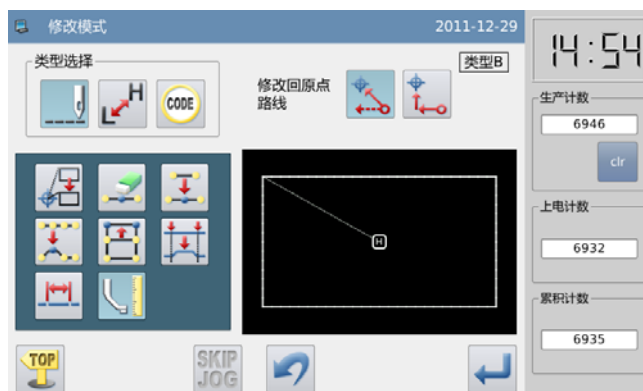 修改模式
2011-12-29
14:54
类型选择
类型B
L
H
CODE
修改回原点
路线
生产计数
6946
clr
上电计数
6932
H
累积计数
6935
TOP
SKIP
JOG